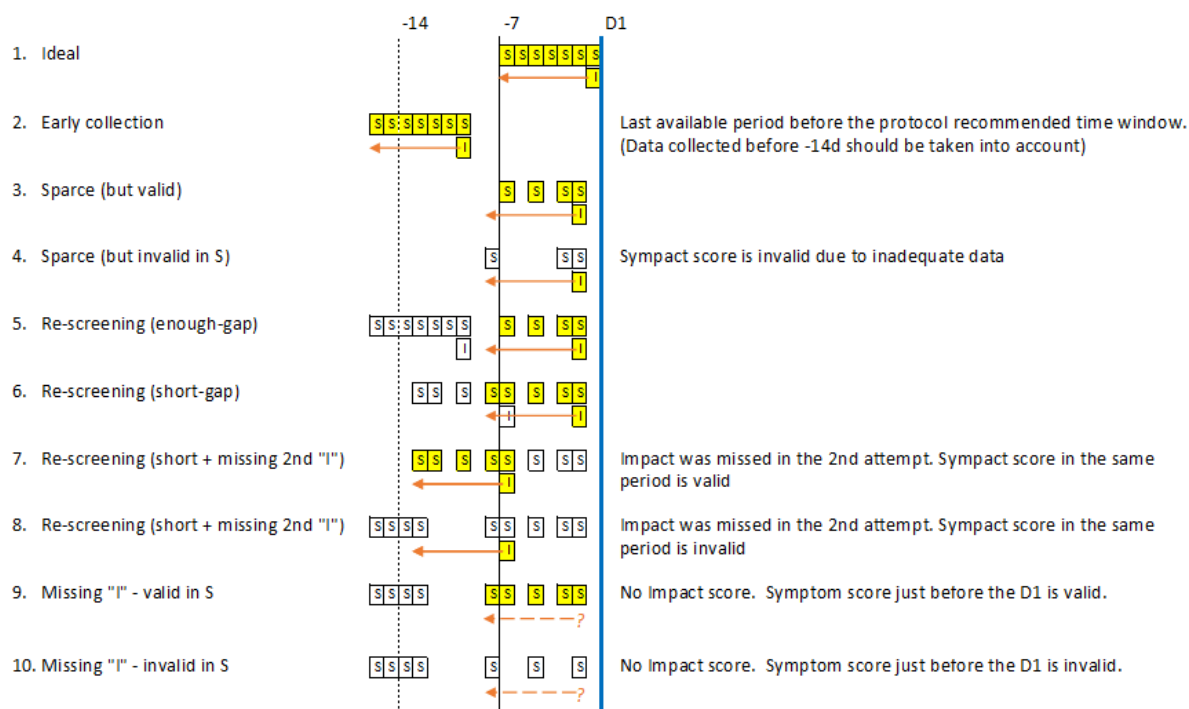 -14 -7 D1
1. Ideal S S S S S S S
I
2. Early collection S S S S S S S Last available period before the protocol recommended time window.
I (Data collected before -14d should be taken into account)
3. Sparce (but valid) S S S S
I
4. Sparce (but invalid in S) S S S Sympact score is invalid due to inadequate data
I
5. Re-screening (enough-gap) S S S S S S S S S S S
I I
6. Re-screening (short-gap) S S S S S S S S
I I
7. Re-screening (short + missing 2nd "I") S S S S S S S S Impact was missed in the 2nd attempt. Sympact score in the same
I period is valid
8. Re-screening (short + missing 2nd "I") S S S S S S S S S Impact was missed in the 2nd attempt. Sympact score in the same
I period is invalid
9. Missing "I" - valid in S S S S S S S S S S No Impact score. Symptom score just before the D1 is valid.
?
10. Missing "I" - invalid in S S S S S S S S No Impact score. Symptom score just before the D1 is invalid.
?